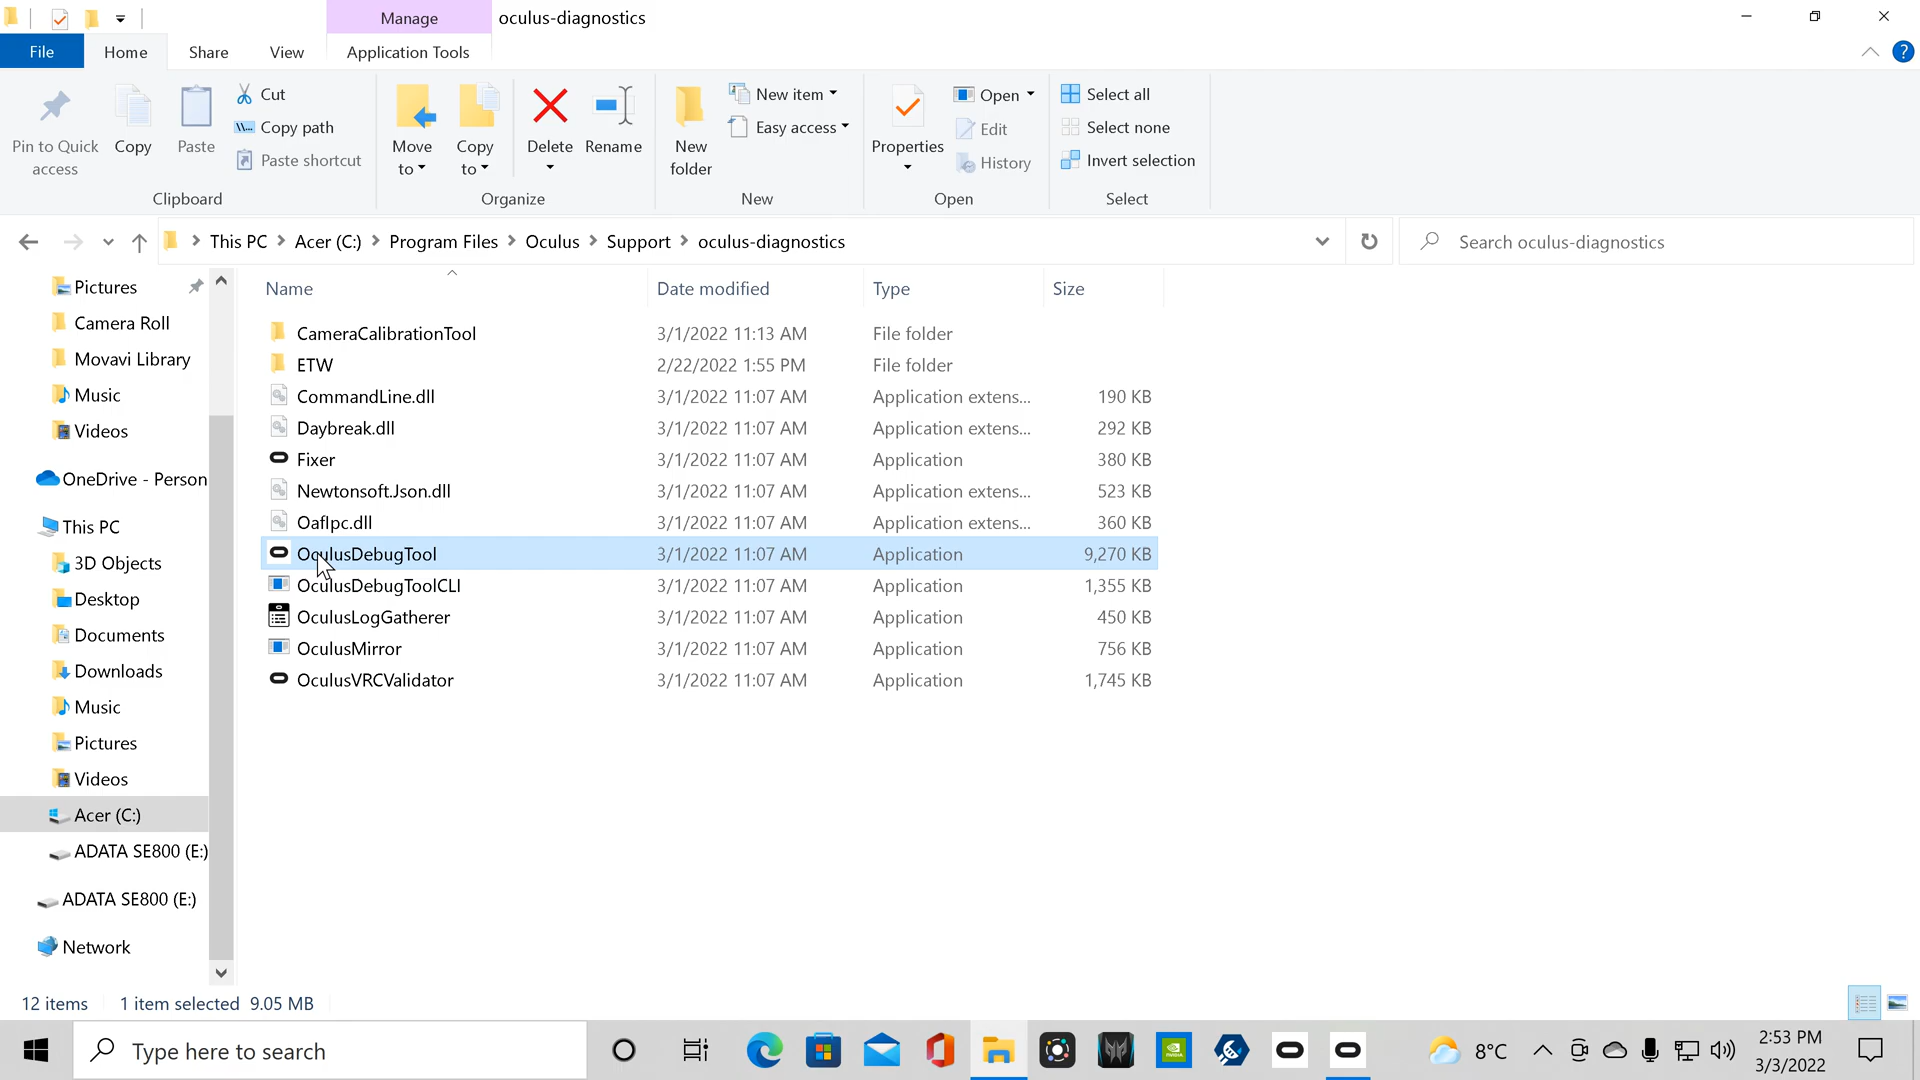 Manage oculus-diagnostics
File Home Share View Application Tools
Pin to Quick access
Copy
Paste
Cut
Copy path
Paste shortcut
Clipboard
Move to
Copy to
Delete
Rename
Organize
New folder
New item
Easy access
New
Properties
Open
Edit
History
Open
Select all
Select none
Invert selection
Select
This PC Acer (C:) Program Files Oculus Support oculus-diagnostics
Search oculus-diagnostics
Pictures
Camera Roll
Movavi Library
Music
Videos
OneDrive - Person
This PC
3D Objects
Desktop
Documents
Downloads
Music
Pictures
Videos
Acer (C:)
ADATA SE800 (E:)
ADATA SE800 (E:)
Network
Name Date modified Type Size
CameraCalibrationTool 3/1/2022 11:13 AM File folder
ETW 2/22/2022 1:55 PM File folder
CommandLine.dll 3/1/2022 11:07 AM Application extens... 190 KB
Daybreak.dll 3/1/2022 11:07 AM Application extens... 292 KB
Fixer 3/1/2022 11:07 AM Application 380 KB
Newtonsoft.Json.dll 3/1/2022 11:07 AM Application extens... 523 KB
OafIpc.dll 3/1/2022 11:07 AM Application extens... 360 KB
OculusDebugTool 3/1/2022 11:07 AM Application 9,270 KB
OculusDebugToolCLI 3/1/2022 11:07 AM Application 1,355 KB
OculusLogGatherer 3/1/2022 11:07 AM Application 450 KB
OculusMirror 3/1/2022 11:07 AM Application 756 KB
OculusVRCValidator 3/1/2022 11:07 AM Application 1,745 KB
12 items 1 item selected 9.05 MB
Type here to search
8°C
2:53 PM
3/3/2022